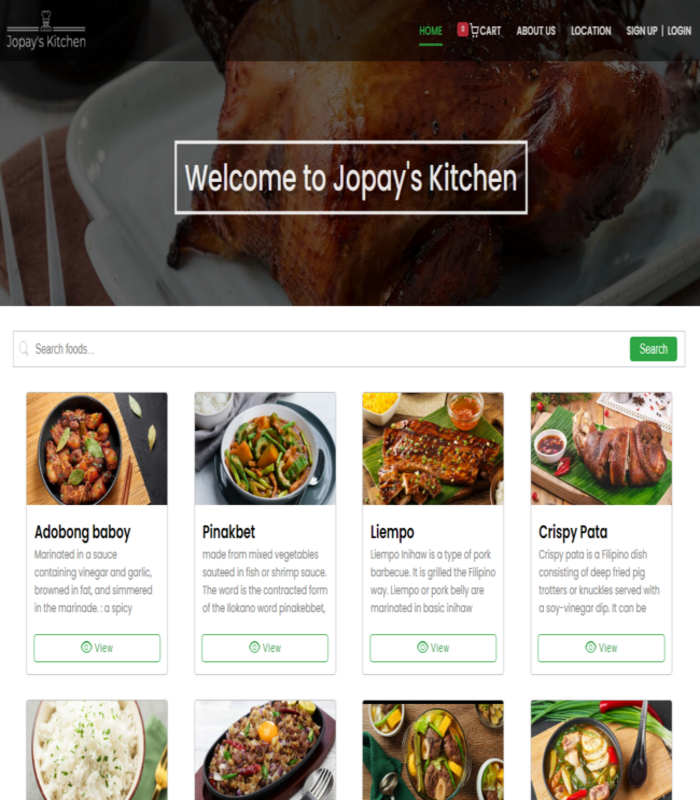 Jopay's Kitchen
HOME
0 CART
ABOUT US
LOCATION
SIGN UP | LOGIN
Welcome to Jopay's Kitchen
Search foods...
Search
Adobong baboy
Marinated in a sauce
containing vinegar and garlic,
browned in fat, and simmered
in the marinade. : a spicy
View
Pinakbet
made from mixed vegetables
sauteed in fish or shrimp sauce.
The word is the contracted form
of the Ilokano word pinakebbet,
View
Liempo
Liempo Inihaw is a type of pork
barbecue. It is grilled the Filipino
way. Liempo or pork belly are
marinated in basic inihaw
View
Crispy Pata
Crispy pata is a Filipino dish
consisting of deep fried pig
trotters or knuckles served with
a soy-vinegar dip. It can be
View